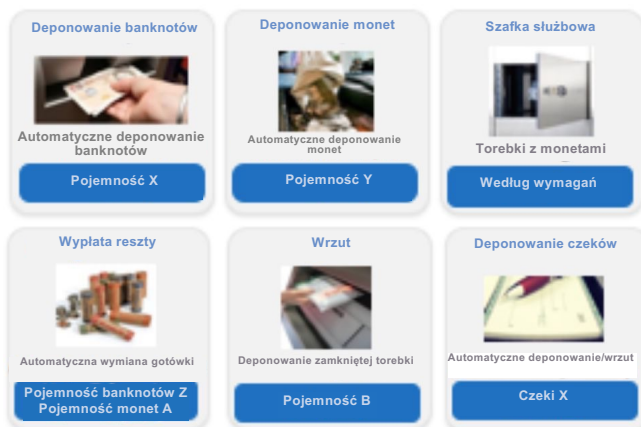 Deponowanie banknotów
Automatyczne deponowanie
banknotów
Pojemność X
Deponowanie monet
Automatyczne deponowanie
monet
Pojemność Y
Szafka służbowa
Torebki z monetami
Według wymagań
Wypłata reszty
Automatyczna wymiana gotówki
Pojemność banknotów Z
Pojemność monet A
Wrzut
Deponowanie zamkniętej torebki
Pojemność B
Deponowanie czeków
Automatyczne deponowanie/wrzut
Czeki X